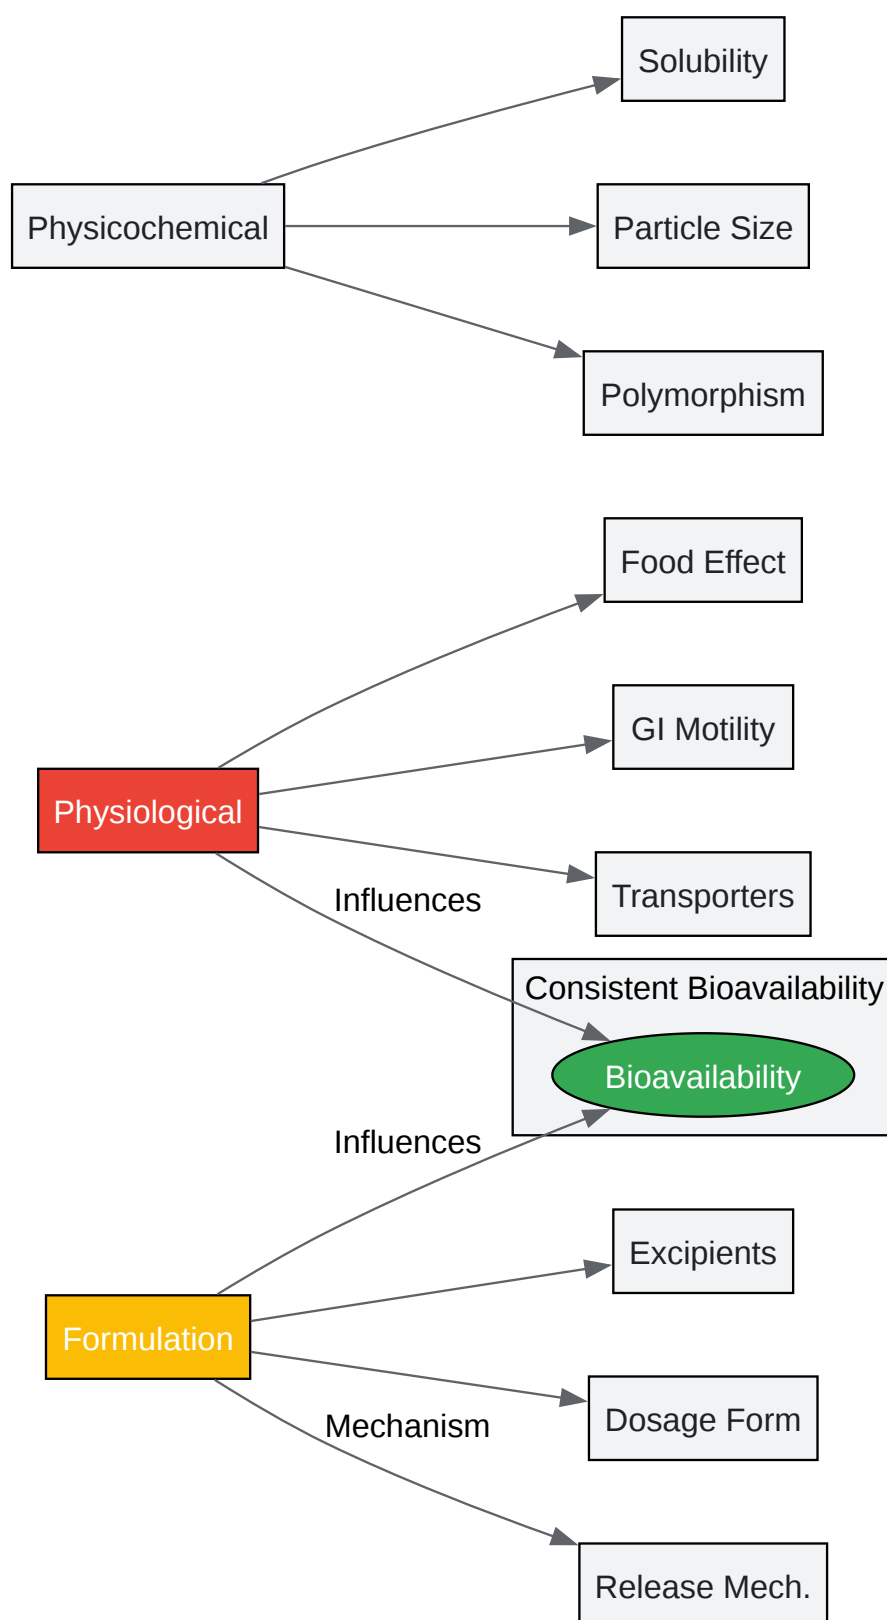 Solubility
Physicochemical
Particle Size
Polymorphism
Food Effect
GI Motility
Physiological
Transporters
Influences
Consistent Bioavailability
Bioavailability
Influences
Excipients
Formulation
Dosage Form
Mechanism
Release Mech.